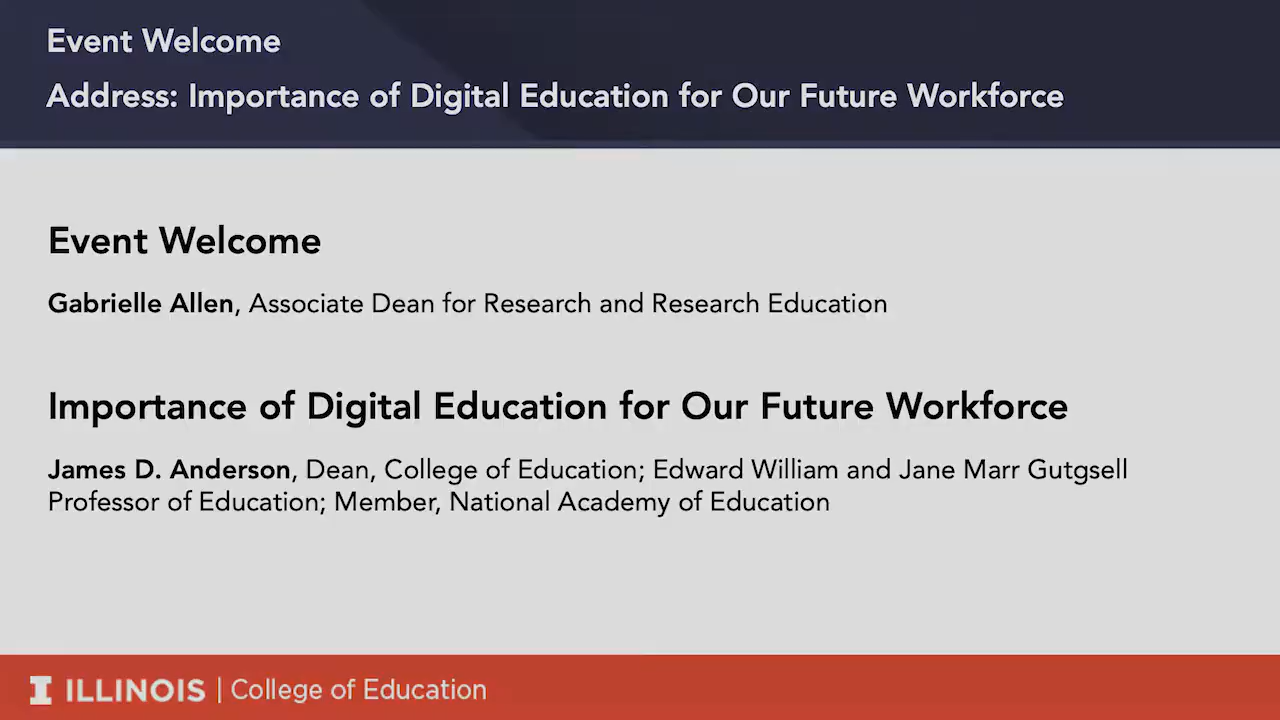 Event Welcome
Address: Importance of Digital Education for Our Future Workforce
Event Welcome
Gabrielle Allen, Associate Dean for Research and Research Education
Importance of Digital Education for Our Future Workforce
James D. Anderson, Dean, College of Education; Edward William and Jane Marr Gutgsell
Professor of Education; Member, National Academy of Education
I ILLINOIS | College of Education